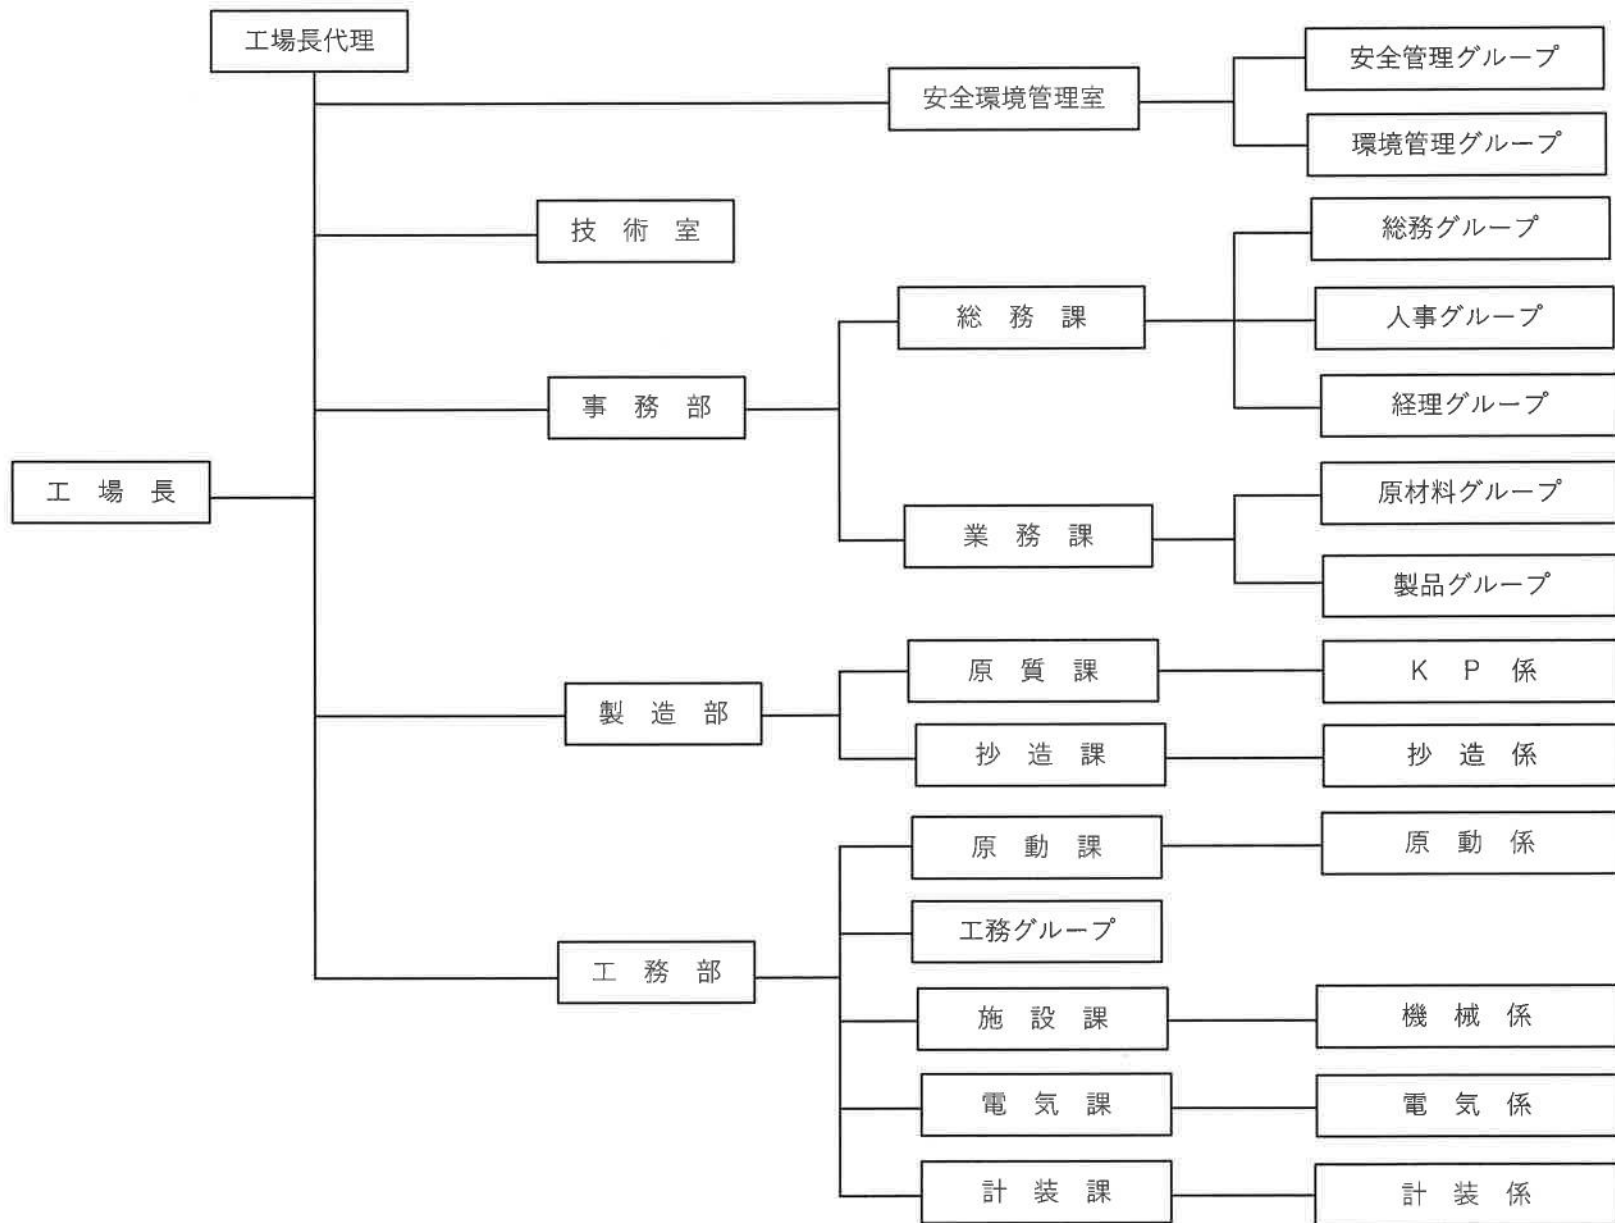 工場長代理
安全環境管理室
安全管理グループ
環境管理グループ
技術室
総務課
総務グループ
人事グループ
経理グループ
事務部
工場長
業務課
原材料グループ
製品グループ
製造部
原質課
KP係
抄造課
抄造係
原動課
原動係
工務グループ
工務部
施設課
機械係
電気課
電気係
計装課
計装係